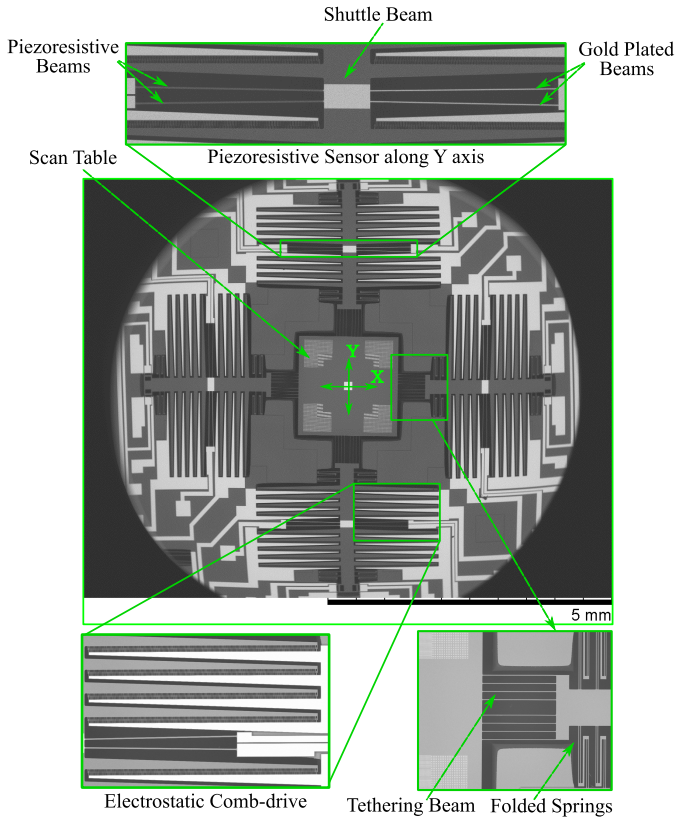 Shuttle Beam
Piezoresistive
Beams
Gold Plated
Beams
Scan Table
Piezoresistive Sensor along Y axis
Y
X
5 mm
Electrostatic Comb-drive
Tethering Beam
Folded Springs